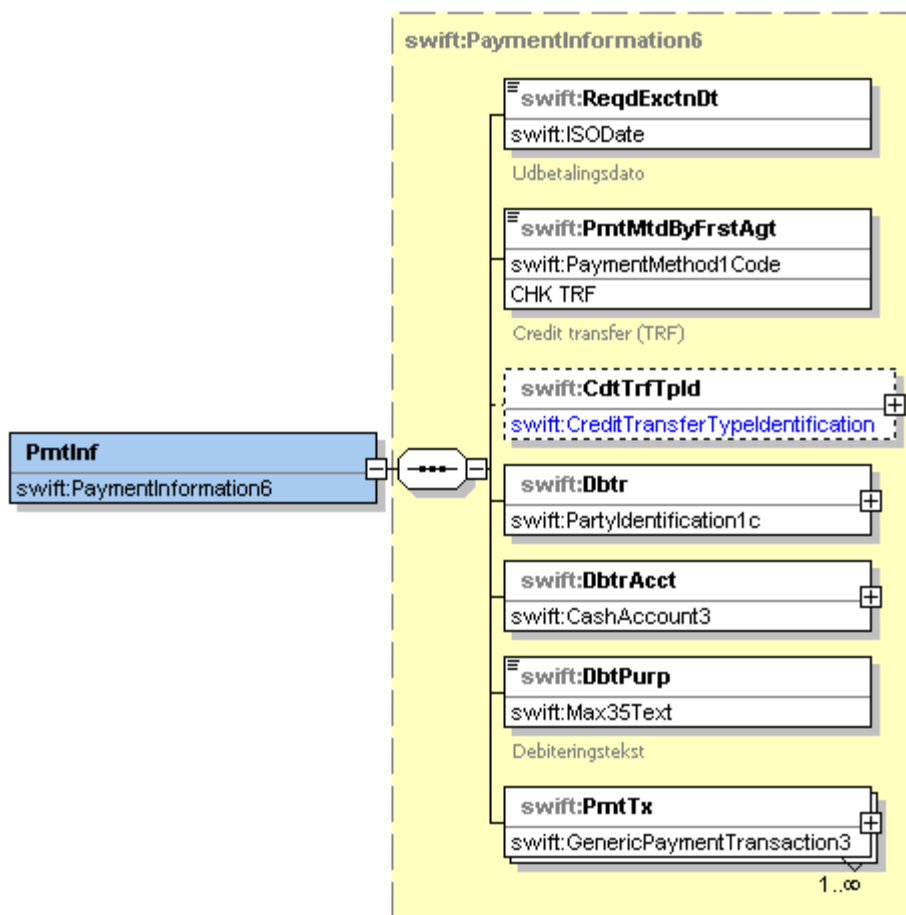 swift:PaymentInformation6
swift:ReqdExctnDt
swift:ISODate
Udbetalingsdato
swift:PmtMtdByFrstAgt
swift:PaymentMethod1Code
CHK TRF
Credit transfer (TRF)
swift:CdtTrfTpId
swift:CreditTransferTypeIdentification
PmtInf
swift:PaymentInformation6
swift:Dbtr
swift:PartyIdentification1c
swift:DbtrAcct
swift:CashAccount3
swift:DbtPurp
swift:Max35Text
Debiteringstekst
swift:PmtTx
swift:GenericPaymentTransaction3
1..∞